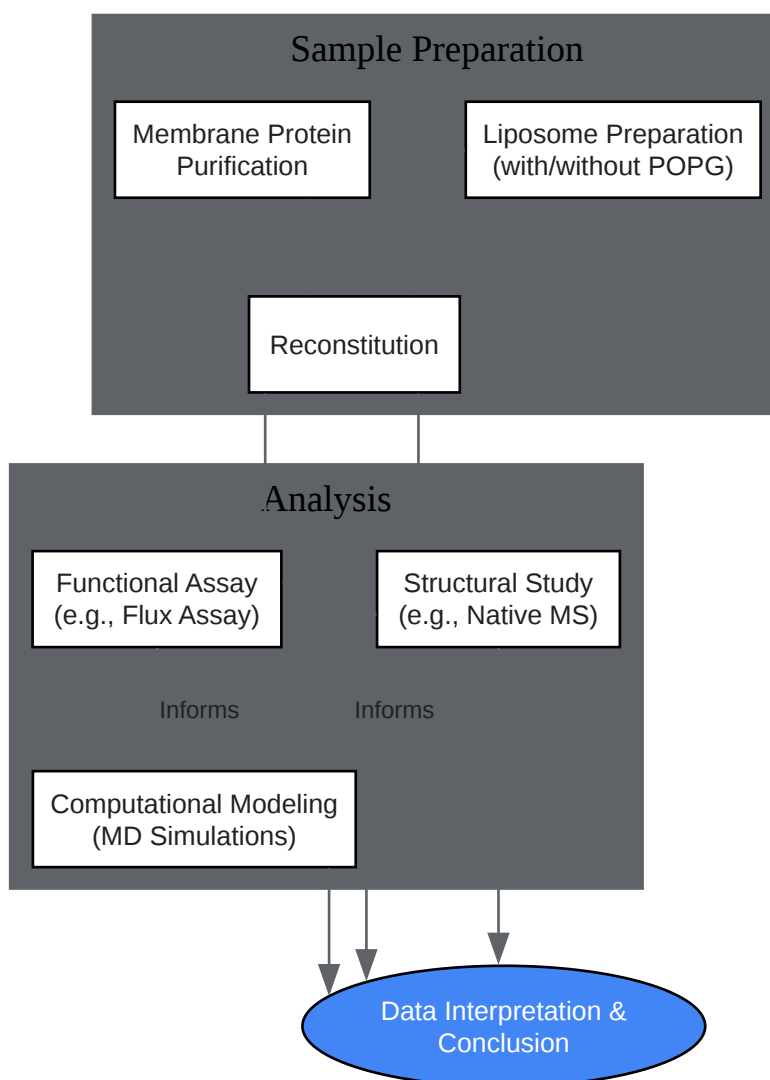 Sample Preparation
Membrane Protein
Purification
Liposome Preparation
(with/without POPG)
Reconstitution
Analysis
Functional Assay
(e.g., Flux Assay)
Structural Study
(e.g., Native MS)
Informs
Informs
Computational Modeling
(MD Simulations)
Data Interpretation &
Conclusion